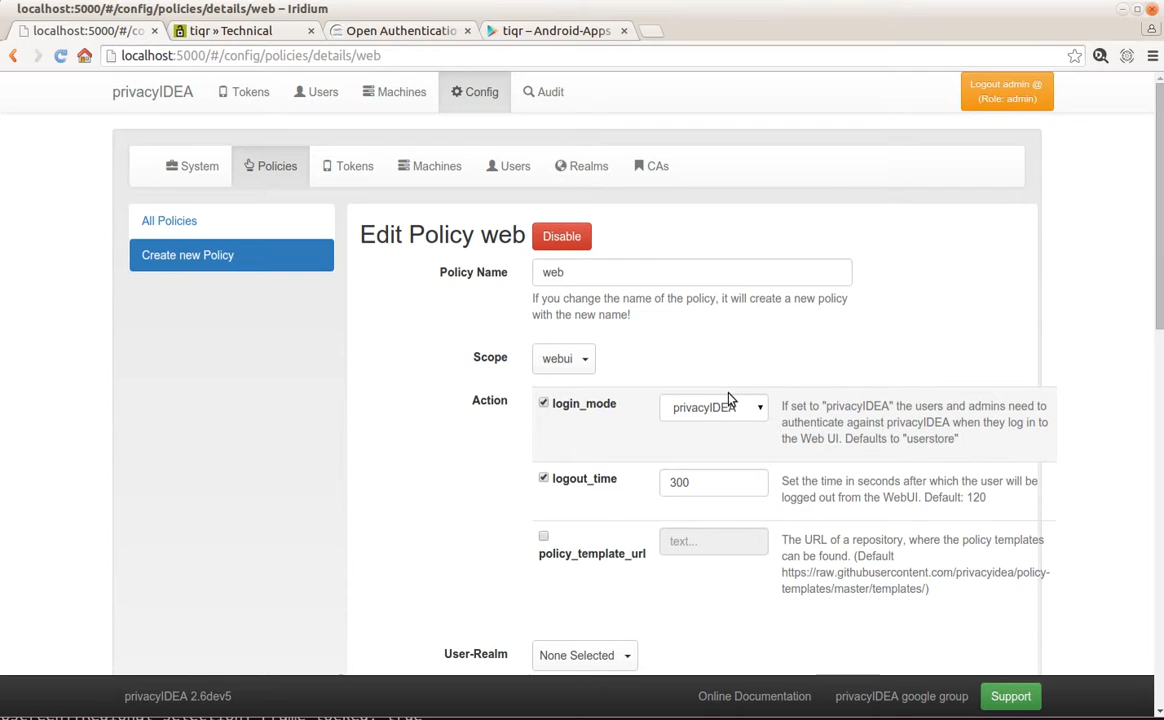 localhost:5000/#/config/policies/details/web – Iridium
localhost:5000/#/co
tiqr » Technical
Open Authenticatio
tiqr – Android-Apps
localhost:5000/#/config/policies/details/web
privacyIDEA
Tokens
Users
Machines
Config
Audit
Logout admin @
(Role: admin)
System
Policies
Tokens
Machines
Users
Realms
CAs
All Policies
Create new Policy
Edit Policy web
Disable
Policy Name
web
If you change the name of the policy, it will create a new policy
with the new name!
Scope
webui
Action
login_mode
privacyIDEA
If set to "privacyIDEA" the users and admins need to
authenticate against privacyIDEA when they log in to
the Web UI. Defaults to "userstore"
logout_time
300
Set the time in seconds after which the user will be
logged out from the WebUI. Default: 120
policy_template_url
text...
The URL of a repository, where the policy templates
can be found. (Default
https://raw.githubusercontent.com/privacyidea/policy-
templates/master/templates/)
User-Realm
None Selected
privacyIDEA 2.6dev5
Online Documentation
privacyIDEA google group
Support